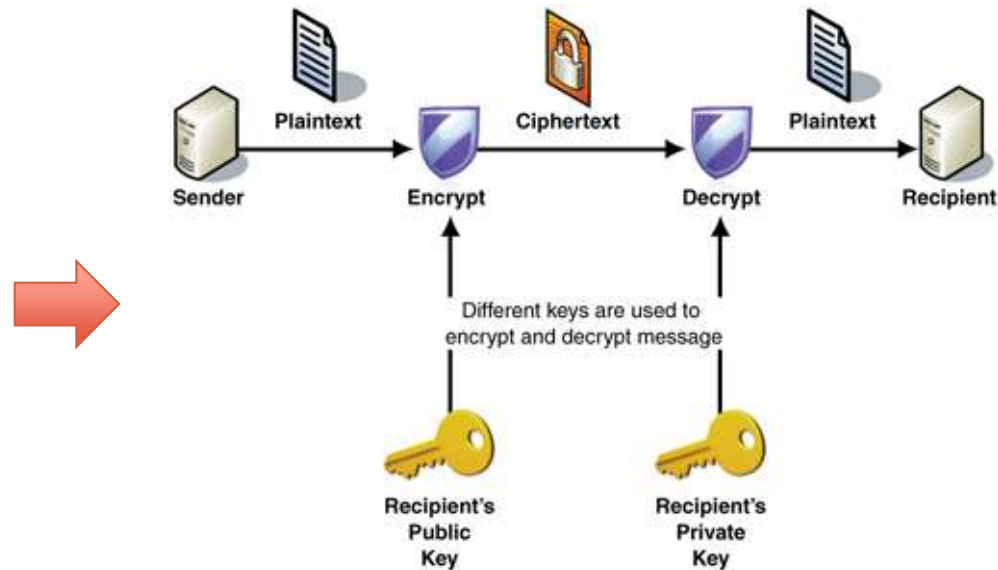 Plaintext
Ciphertext
Plaintext
Sender
Encrypt
Decrypt
Recipient
Different keys are used to
encrypt and decrypt message
Recipient's
Public
Key
Recipient's
Private
Key